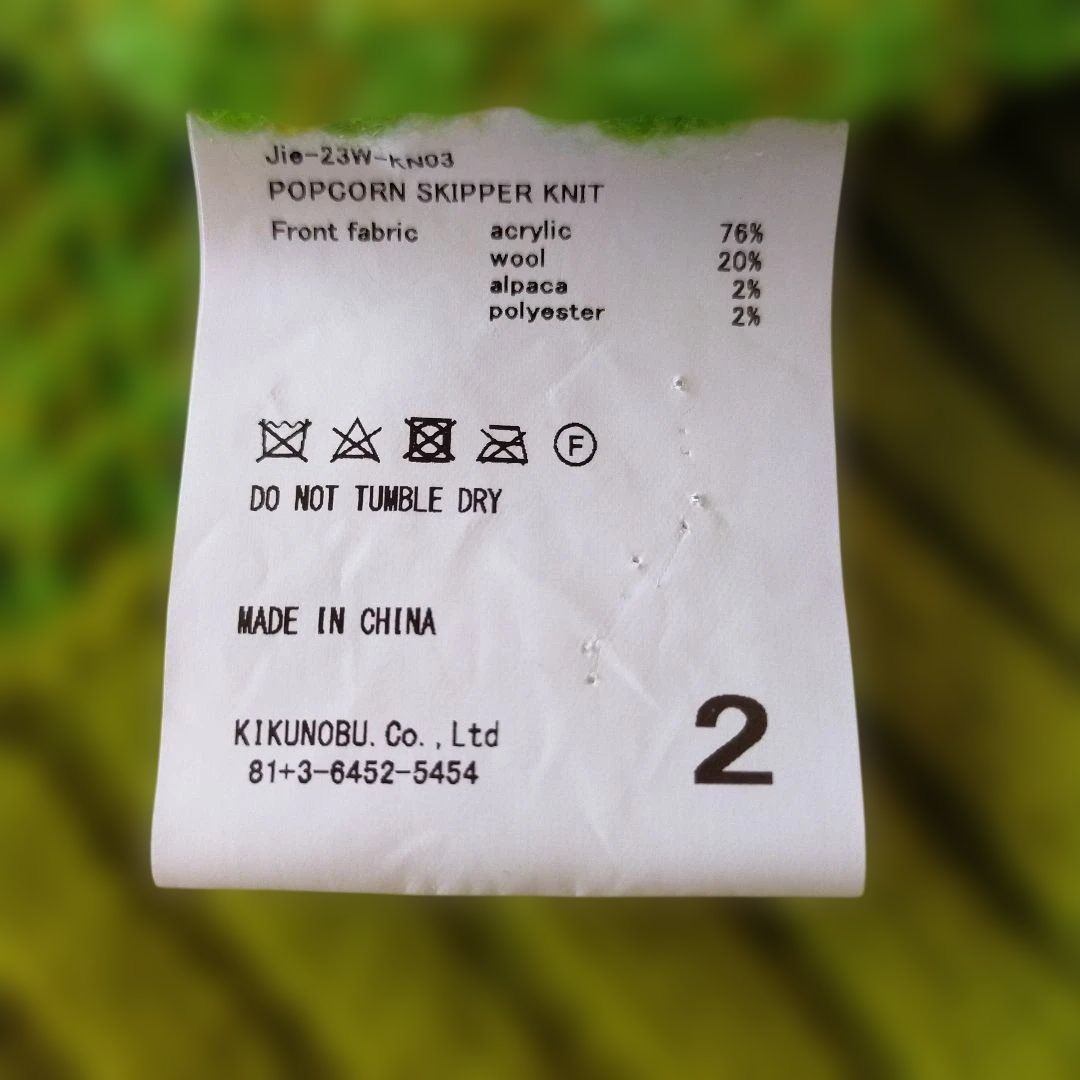 Jie-23W-KN03
POPCORN SKIPPER KNIT
Front fabric acrylic 76%
wool 20%
alpaca 2%
polyester 2%
F
DO NOT TUMBLE DRY
MADE IN CHINA
KIKUNOBU.Co.,Ltd
81+3-6452-5454
2